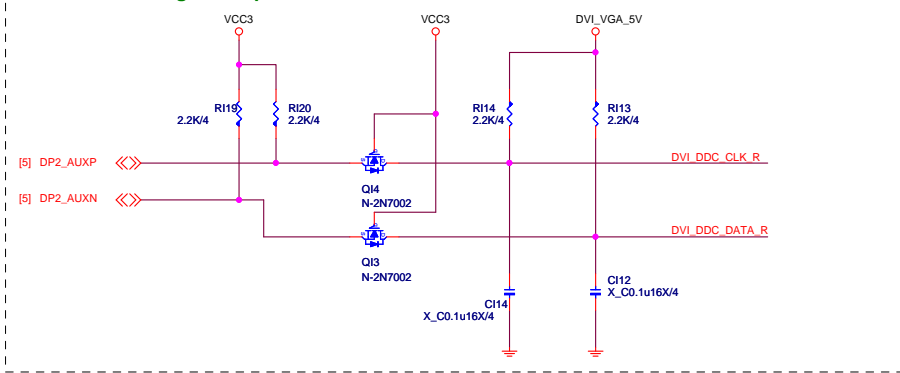 VCC3
VCC3
DVI_VGA_5V
RI19
2.2K/4
RI20
2.2K/4
RI14
2.2K/4
RI13
2.2K/4
[5] DP2_AUXP
DVI_DDC_CLK_R
QI4
N-2N7002
[5] DP2_AUXN
DVI_DDC_DATA_R
QI3
N-2N7002
CI14
X_C0.1u16X/4
CI12
X_C0.1u16X/4